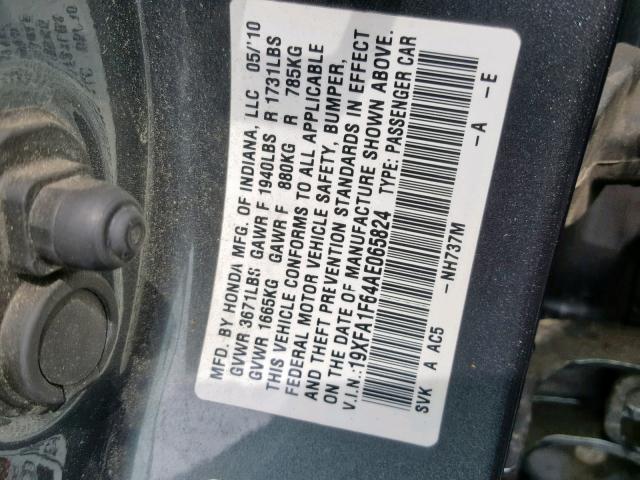 MFD. BY HONDA MFG. OF INDIANA, LLC 05/'10
GVWR 3671LBS GAWR F 1940LBS R 1731LBS
GVWR 1665KG GAWR F 880KG R 785KG
THIS VEHICLE CONFORMS TO ALL APPLICABLE
FEDERAL MOTOR VEHICLE SAFETY, BUMPER,
AND THEFT PREVENTION STANDARDS IN EFFECT
ON THE DATE OF MANUFACTURE SHOWN ABOVE.
V.I.N.: 19XFA1F64AE065824 TYPE: PASSENGER CAR
SVK A AC5 -NH737M -A -E